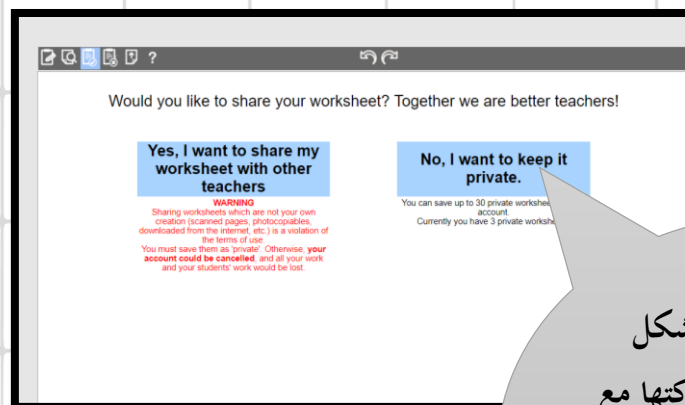 ?
Would you like to share your worksheet? Together we are better teachers!
Yes, I want to share my
worksheet with other
teachers
WARNING
Sharing worksheets which are not your own
creation (scanned pages, photocopiables,
downloaded from the internet, etc.) is a violation of
the terms of use.
You must save them as 'private'. Otherwise, your
account could be cancelled, and all your work
and your students' work would be lost.
No, I want to keep it
private.
You can save up to 30 private
account.
Currently you have 3 private
مع